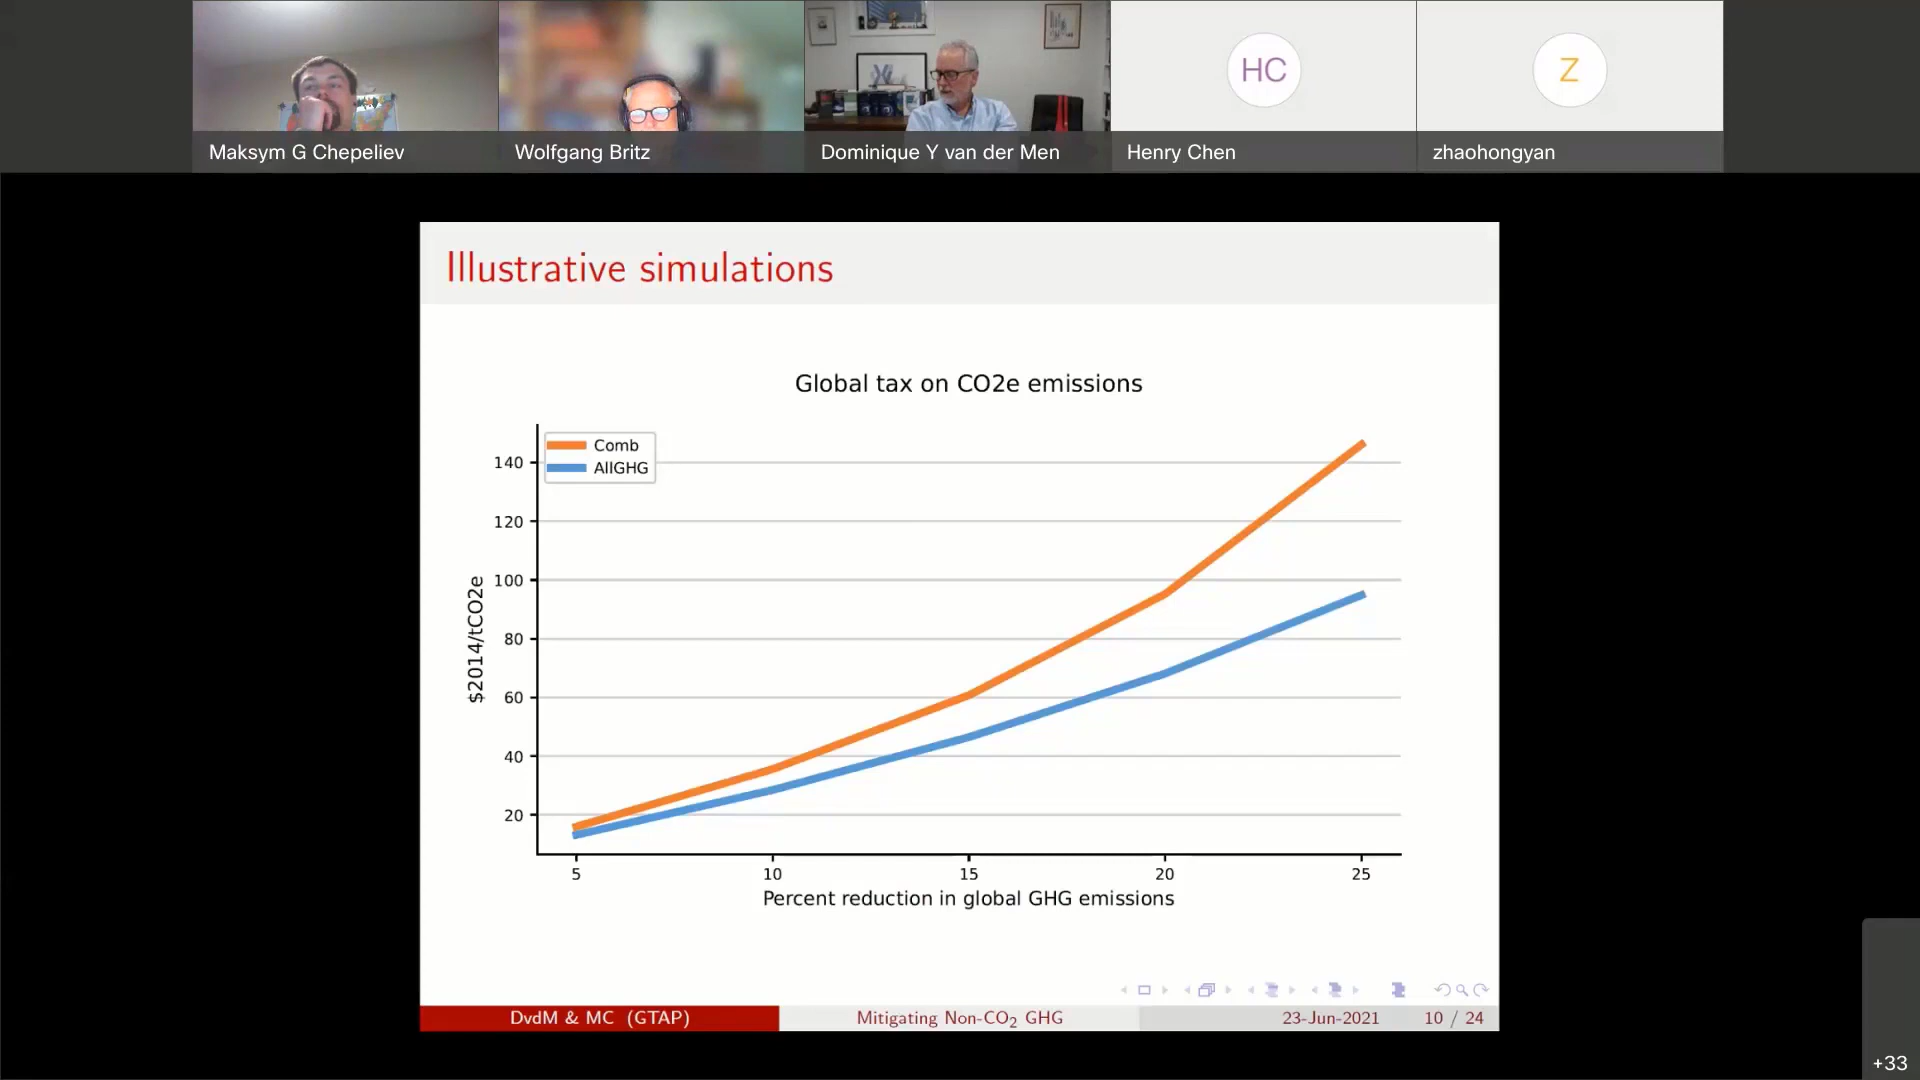 HC
Z
Maksym G Chepeliev
Wolfgang Britz
Dominique Y van der Men
Henry Chen
zhaohongyan
Illustrative simulations
Global tax on CO2e emissions
Comb
AllGHG
140
120
100
80
60
40
20
$2014/tCO2e
5 10 15 20 25
Percent reduction in global GHG emissions
DvdM & MC (GTAP) Mitigating Non-CO₂ GHG 23-Jun-2021 10 / 24
+33